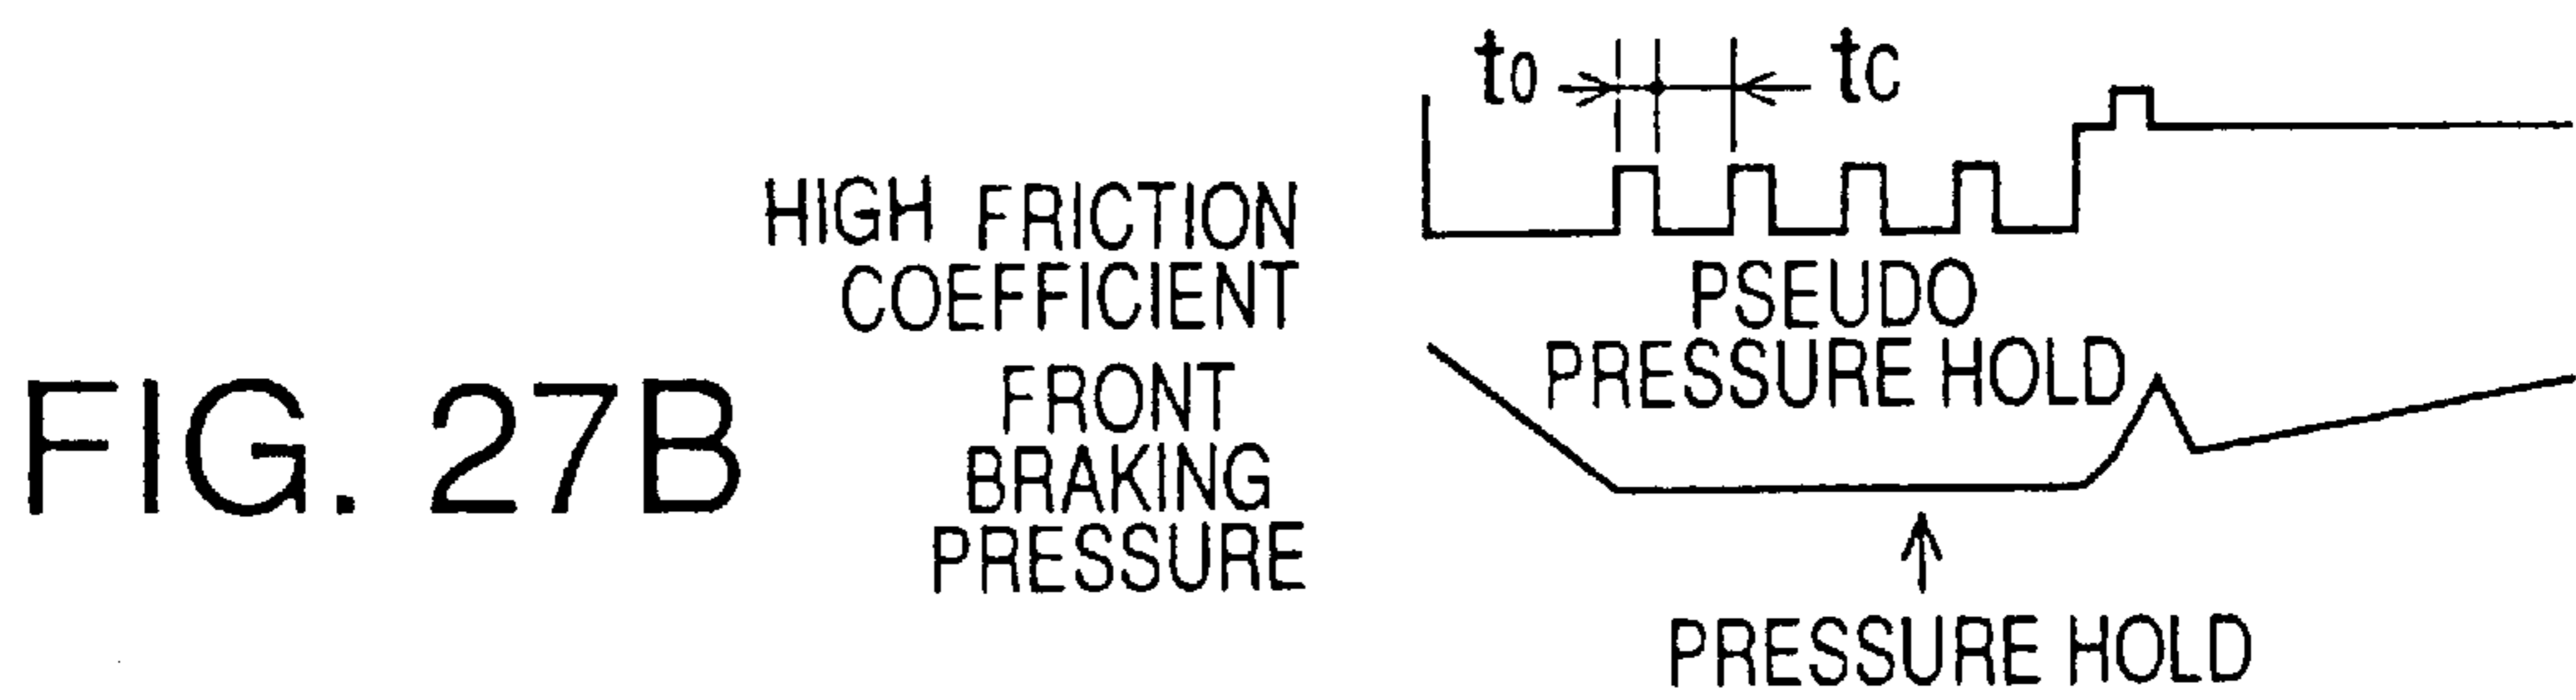 t0 tC
HIGH FRICTION
COEFFICIENT
PSEUDO
PRESSURE HOLD
FRONT
BRAKING
PRESSURE
FIG. 27B
PRESSURE HOLD